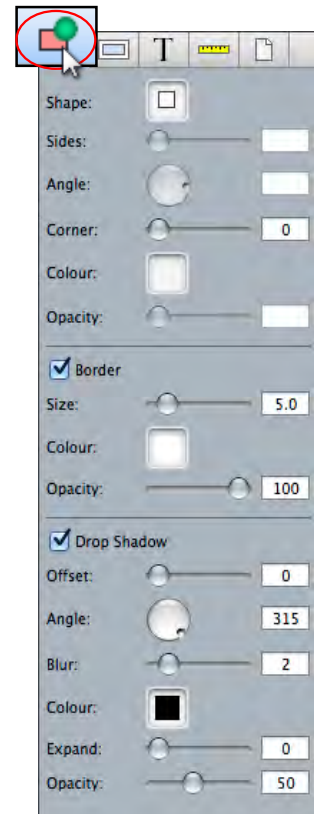 T
Shape:
Sides:
Angle:
Corner: 0
Colour:
Opacity:
Border
Size: 5.0
Colour:
Opacity: 100
Drop Shadow
Offset: 0
Angle: 315
Blur: 2
Colour:
Expand: 0
Opacity: 50